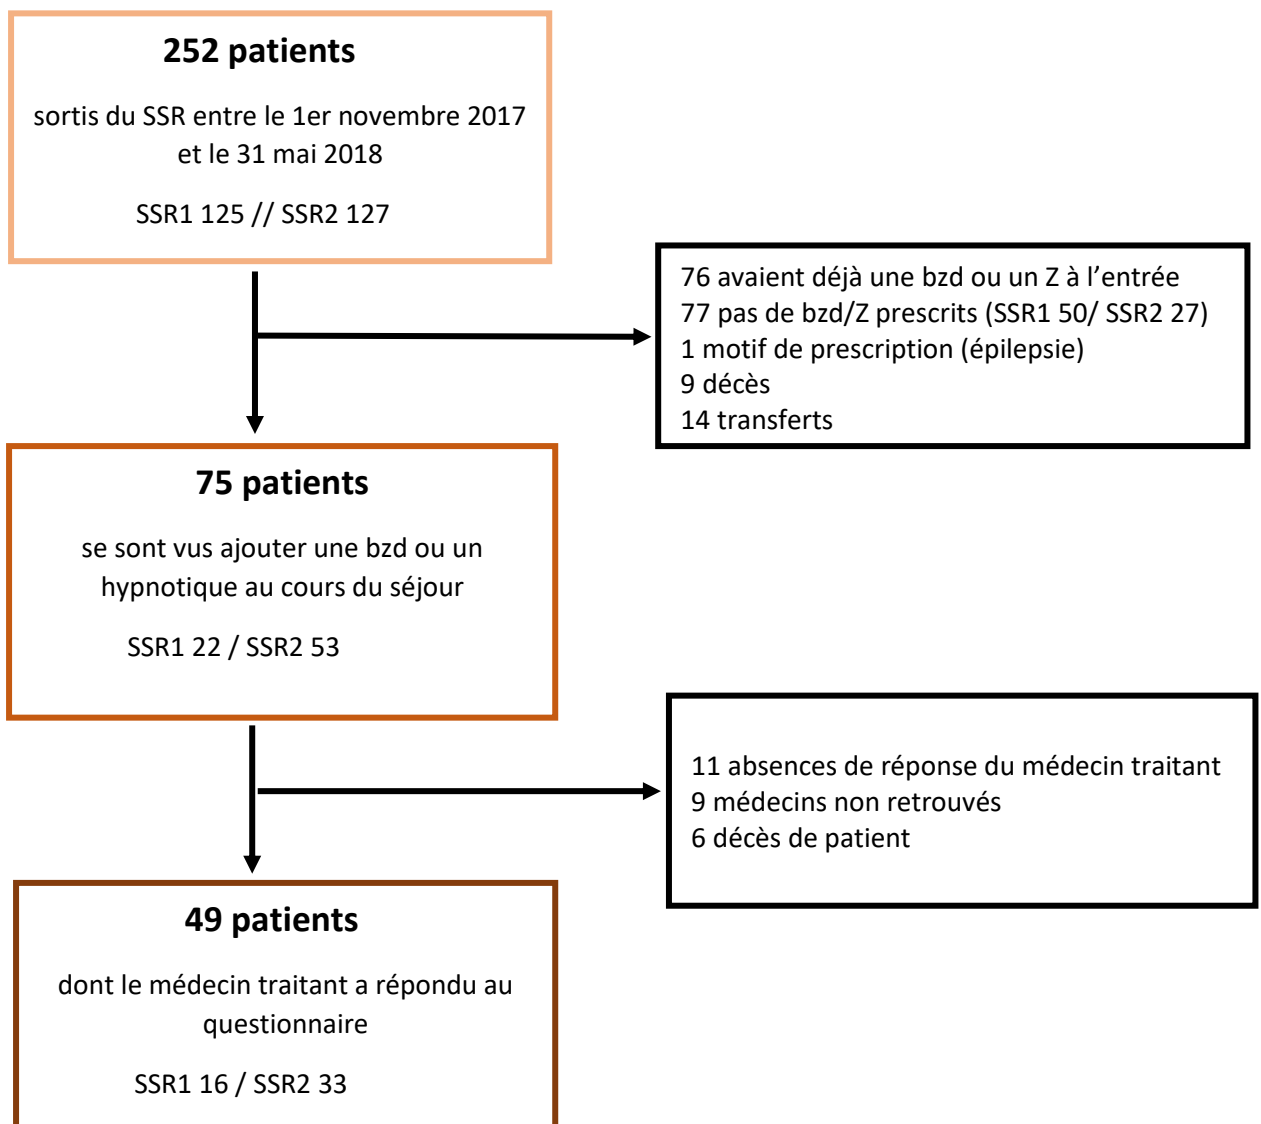 252 patients
sortis du SSR entre le 1er novembre 2017
et le 31 mai 2018
SSR1 125 // SSR2 127
76 avaient déjà une bzd ou un Z à l’entrée
77 pas de bzd/Z prescrits (SSR1 50/ SSR2 27)
1 motif de prescription (épilepsie)
9 décès
14 transferts
75 patients
se sont vus ajouter une bzd ou un
hypnotique au cours du séjour
SSR1 22 / SSR2 53
11 absences de réponse du médecin traitant
9 médecins non retrouvés
6 décès de patient
49 patients
dont le médecin traitant a répondu au
questionnaire
SSR1 16 / SSR2 33